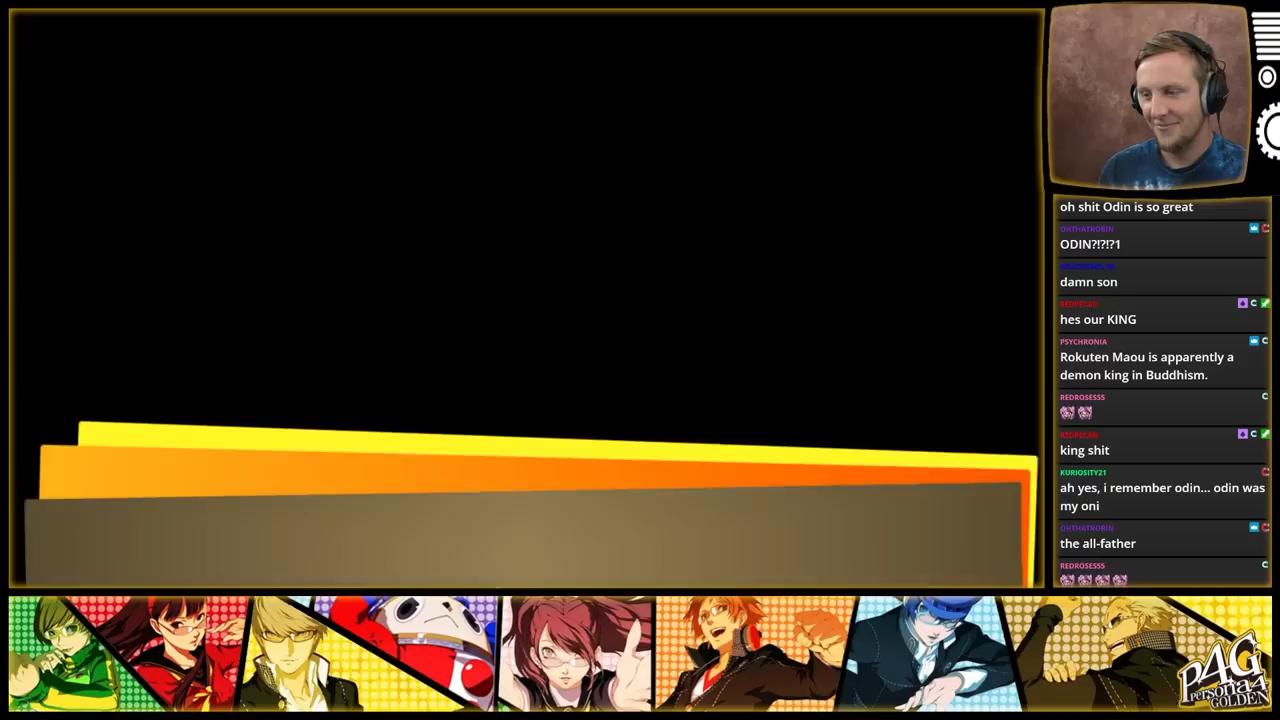 oh shit Odin is so great
OHTHATROBIN
ODIN?!?!?1
damn son
REDPECAN
hes our KING
PSYCHRONIA
Rokuten Maou is apparently a
demon king in Buddhism.
REDROSE555
REDPECAN
king shit
KURIOSITY21
ah yes, i remember odin... odin was
my oni
OHTHATROBIN
the all-father
REDROSE555
P4G
Persona4
GOLDEN